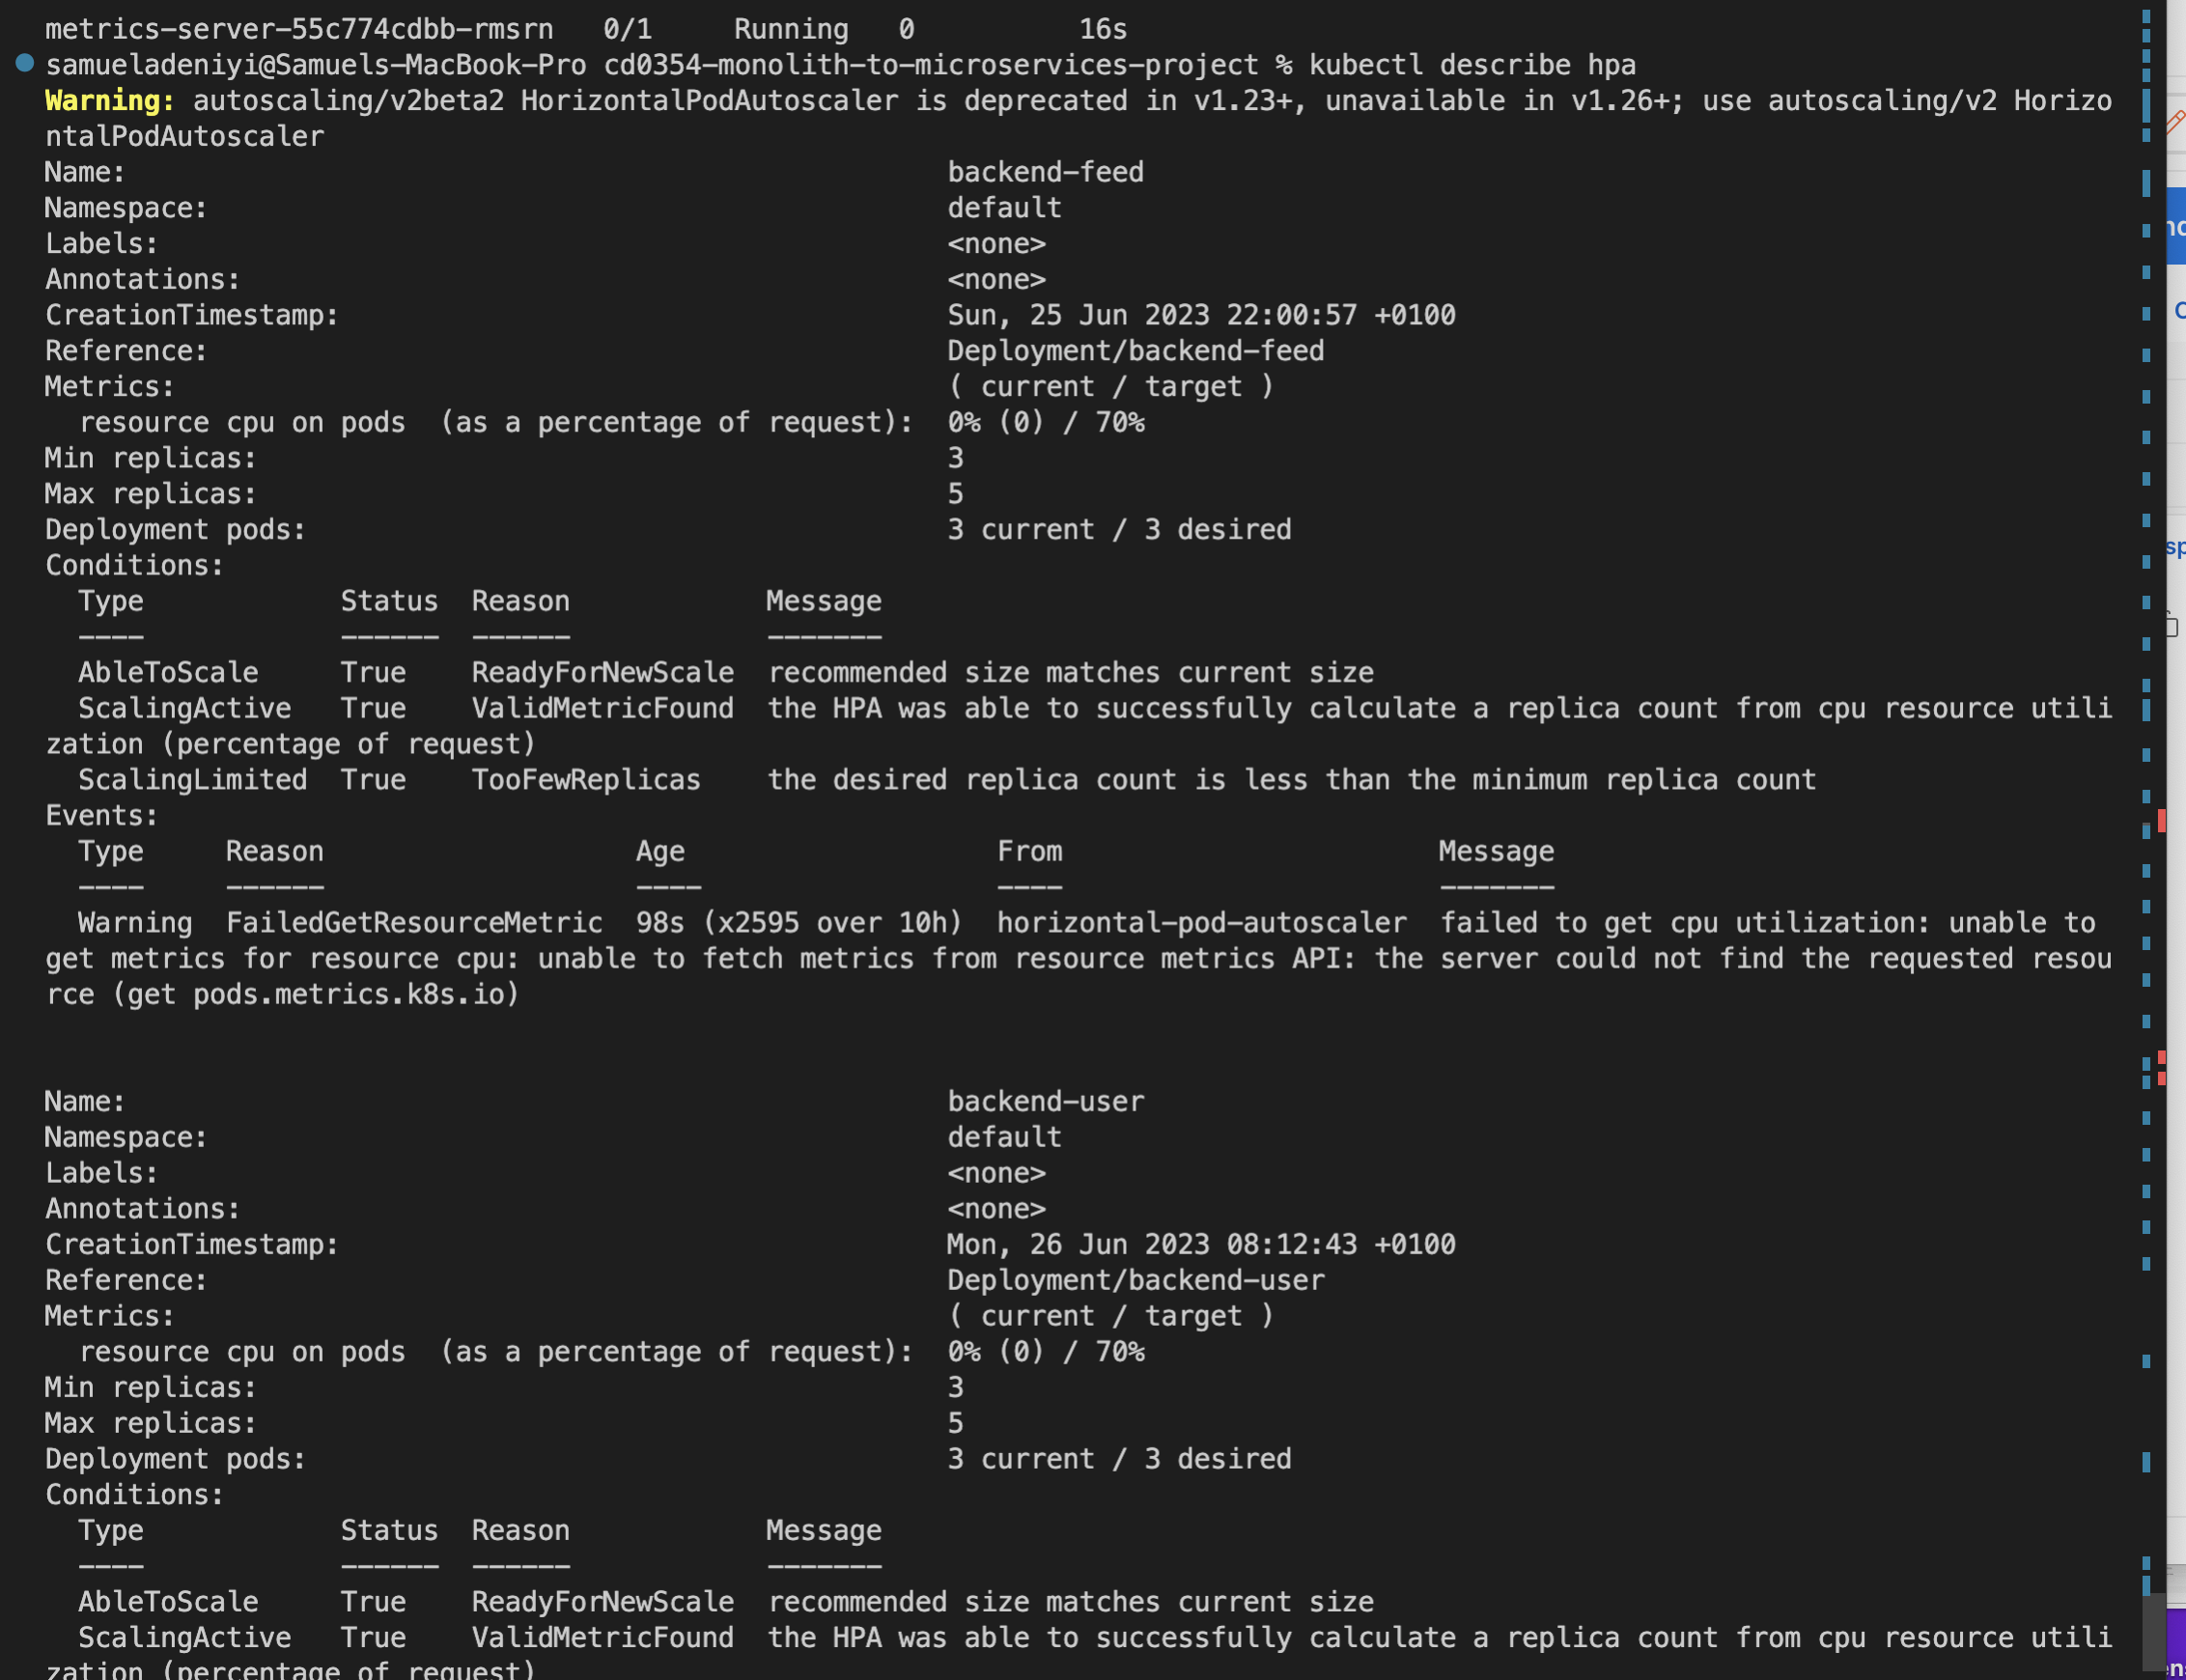 metrics-server-55c774cdbb-rmsrn   0/1     Running   0          16s
samueladeniyi@Samuels-MacBook-Pro cd0354-monolith-to-microservices-project % kubectl describe hpa
Warning: autoscaling/v2beta2 HorizontalPodAutoscaler is deprecated in v1.23+, unavailable in v1.26+; use autoscaling/v2 Horizo
ntalPodAutoscaler
Name:                                                  backend-feed
Namespace:                                             default
Labels:                                                <none>
Annotations:                                           <none>
CreationTimestamp:                                     Sun, 25 Jun 2023 22:00:57 +0100
Reference:                                             Deployment/backend-feed
Metrics:                                               ( current / target )
  resource cpu on pods  (as a percentage of request):  0% (0) / 70%
Min replicas:                                          3
Max replicas:                                          5
Deployment pods:                                       3 current / 3 desired
Conditions:
  Type            Status  Reason            Message
  ----            ------  ------            -------
  AbleToScale     True    ReadyForNewScale  recommended size matches current size
  ScalingActive   True    ValidMetricFound  the HPA was able to successfully calculate a replica count from cpu resource utili
zation (percentage of request)
  ScalingLimited  True    TooFewReplicas    the desired replica count is less than the minimum replica count
Events:
  Type     Reason                   Age                   From                       Message
  ----     ------                   ----                  ----                       -------
  Warning  FailedGetResourceMetric  98s (x2595 over 10h)  horizontal-pod-autoscaler  failed to get cpu utilization: unable to
get metrics for resource cpu: unable to fetch metrics from resource metrics API: the server could not find the requested resou
rce (get pods.metrics.k8s.io)
Name:                                                  backend-user
Namespace:                                             default
Labels:                                                <none>
Annotations:                                           <none>
CreationTimestamp:                                     Mon, 26 Jun 2023 08:12:43 +0100
Reference:                                             Deployment/backend-user
Metrics:                                               ( current / target )
  resource cpu on pods  (as a percentage of request):  0% (0) / 70%
Min replicas:                                          3
Max replicas:                                          5
Deployment pods:                                       3 current / 3 desired
Conditions:
  Type            Status  Reason            Message
  ----            ------  ------            -------
  AbleToScale     True    ReadyForNewScale  recommended size matches current size
  ScalingActive   True    ValidMetricFound  the HPA was able to successfully calculate a replica count from cpu resource utili
zation (percentage of request)